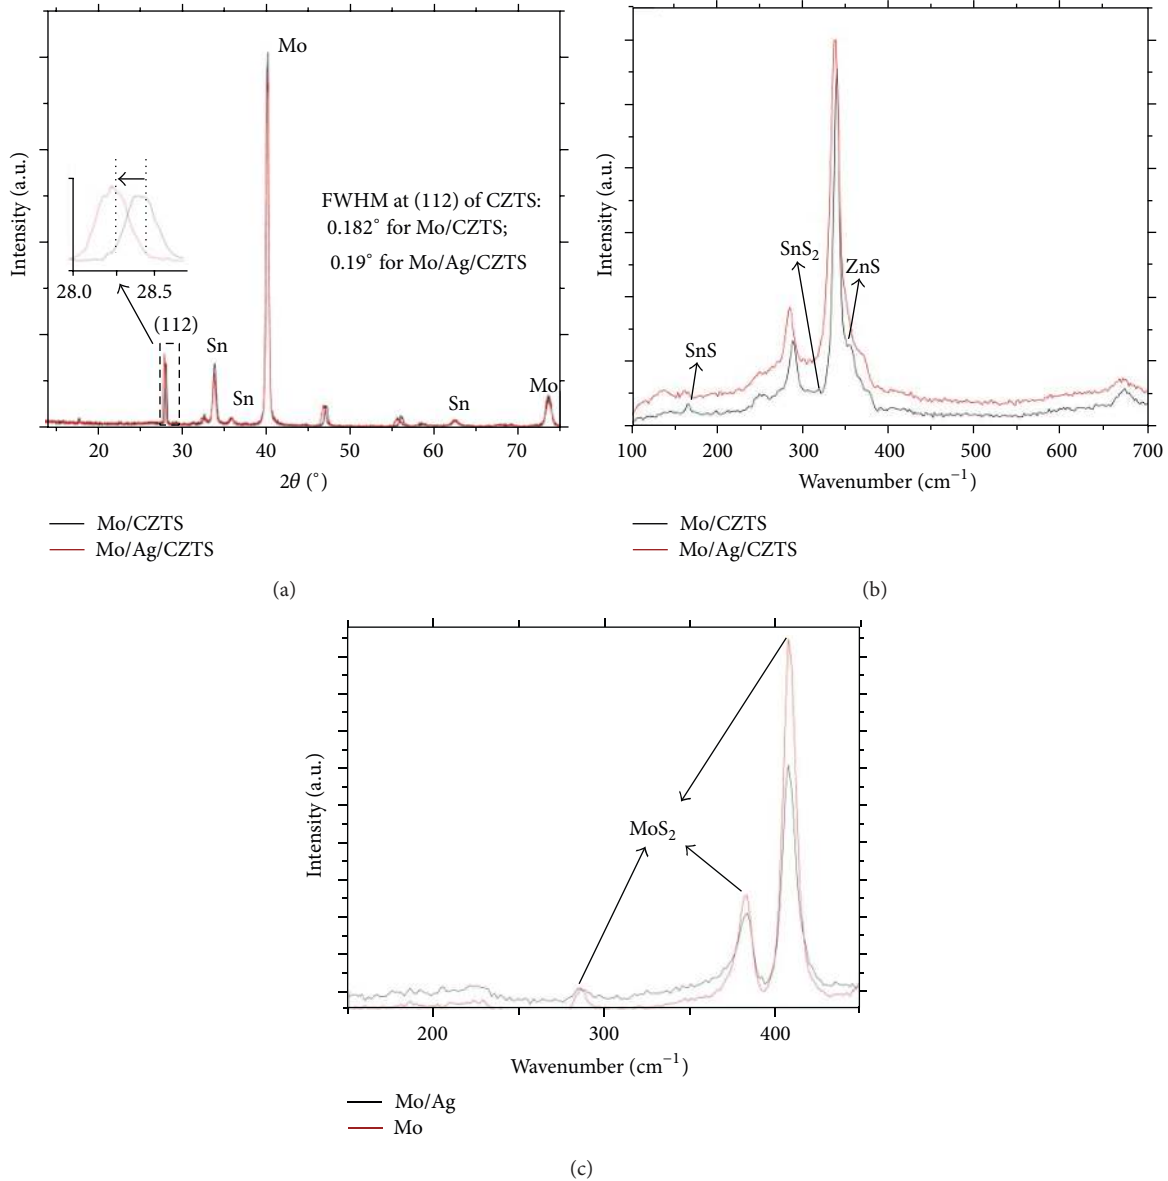 Intensity (a.u.)
Mo
FWHM at (112) of CZTS:
0.182° for Mo/CZTS;
0.19° for Mo/Ag/CZTS
28.0 28.5
(112)
Sn
Sn
Sn
Mo
20 30 40 50 60 70
2θ (°)
Mo/CZTS
Mo/Ag/CZTS
(a)
Intensity (a.u.)
SnS2
ZnS
SnS
100 200 300 400 500 600 700
Wavenumber (cm−1)
Mo/CZTS
Mo/Ag/CZTS
(b)
Intensity (a.u.)
MoS2
200 300 400
Wavenumber (cm−1)
Mo/Ag
Mo
(c)